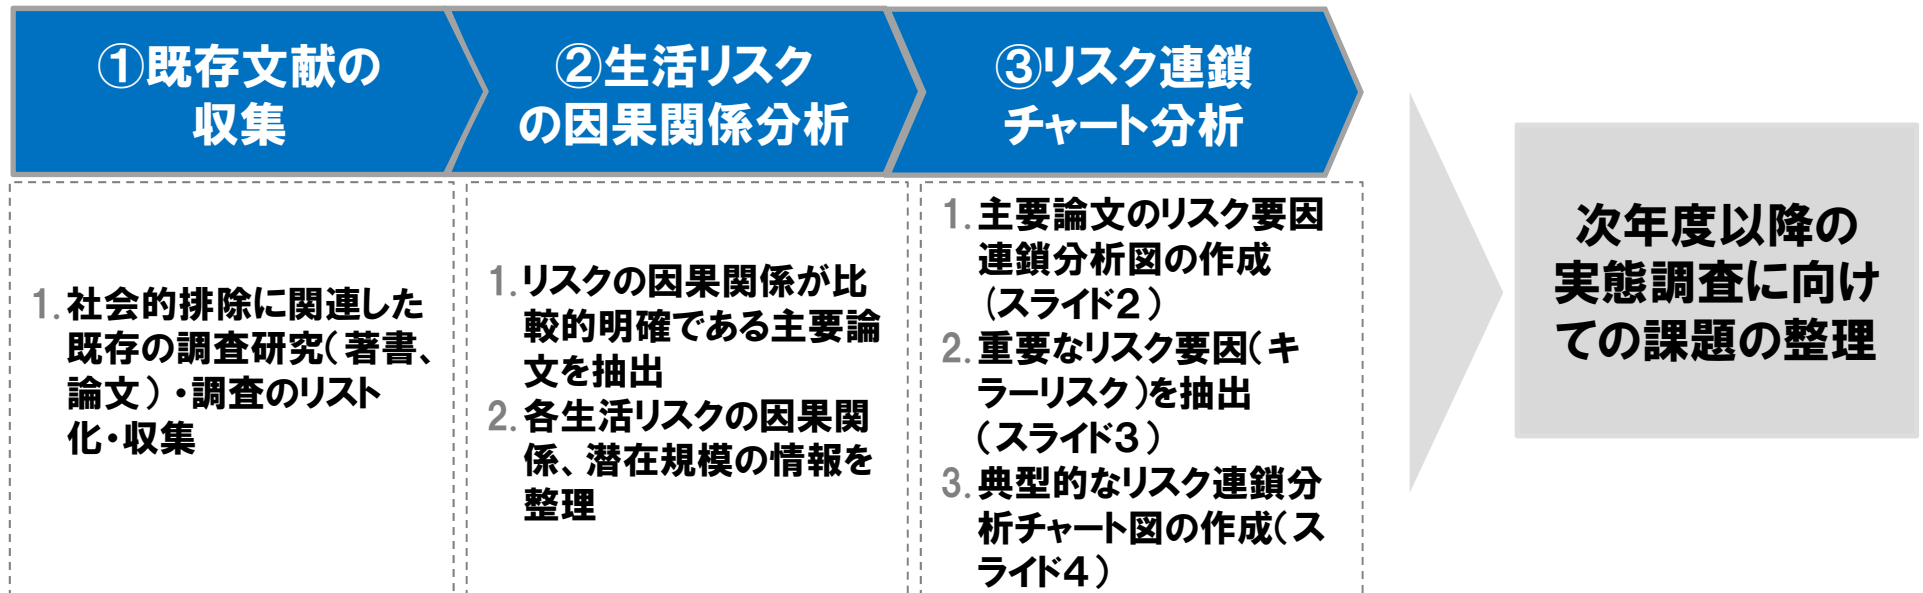 ①既存文献の
収集
②生活リスク
の因果関係分析
③リスク連鎖
チャート分析
1. 社会的排除に関連した
既存の調査研究（著書、
論文）・調査のリスト
化・収集
1. リスクの因果関係が比
較的明確である主要論
文を抽出
2. 各生活リスクの因果関
係、潜在規模の情報を
整理
1. 主要論文のリスク要因
連鎖分析図の作成
（スライド２）
2. 重要なリスク要因（キ
ラーリスク）を抽出
（スライド３）
3. 典型的なリスク連鎖分
析チャート図の作成（ス
ライド４）
次年度以降の
実態調査に向け
ての課題の整理